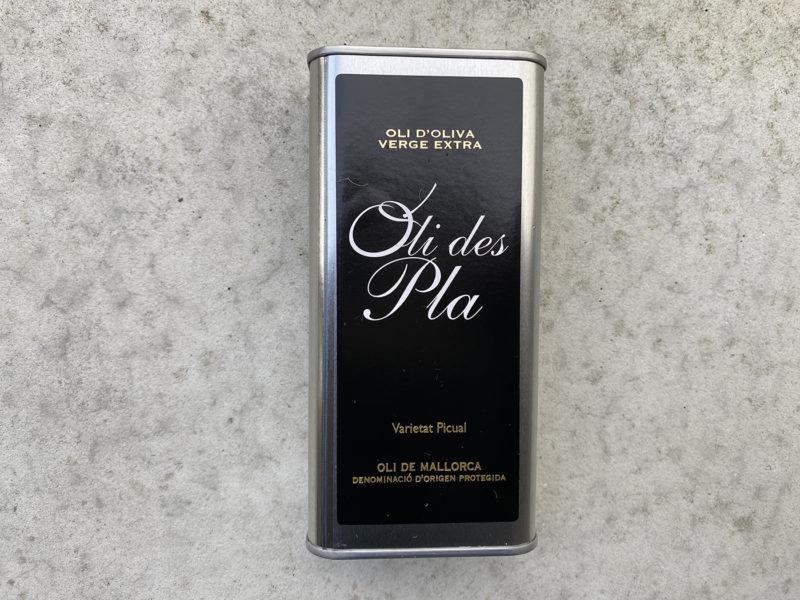 OLI D'OLIVA
VERGE EXTRA
Oli des
Pla
Varietat Picual
OLI DE MALLORCA
DENOMINACIÓ D'ORIGEN PROTEGIDA